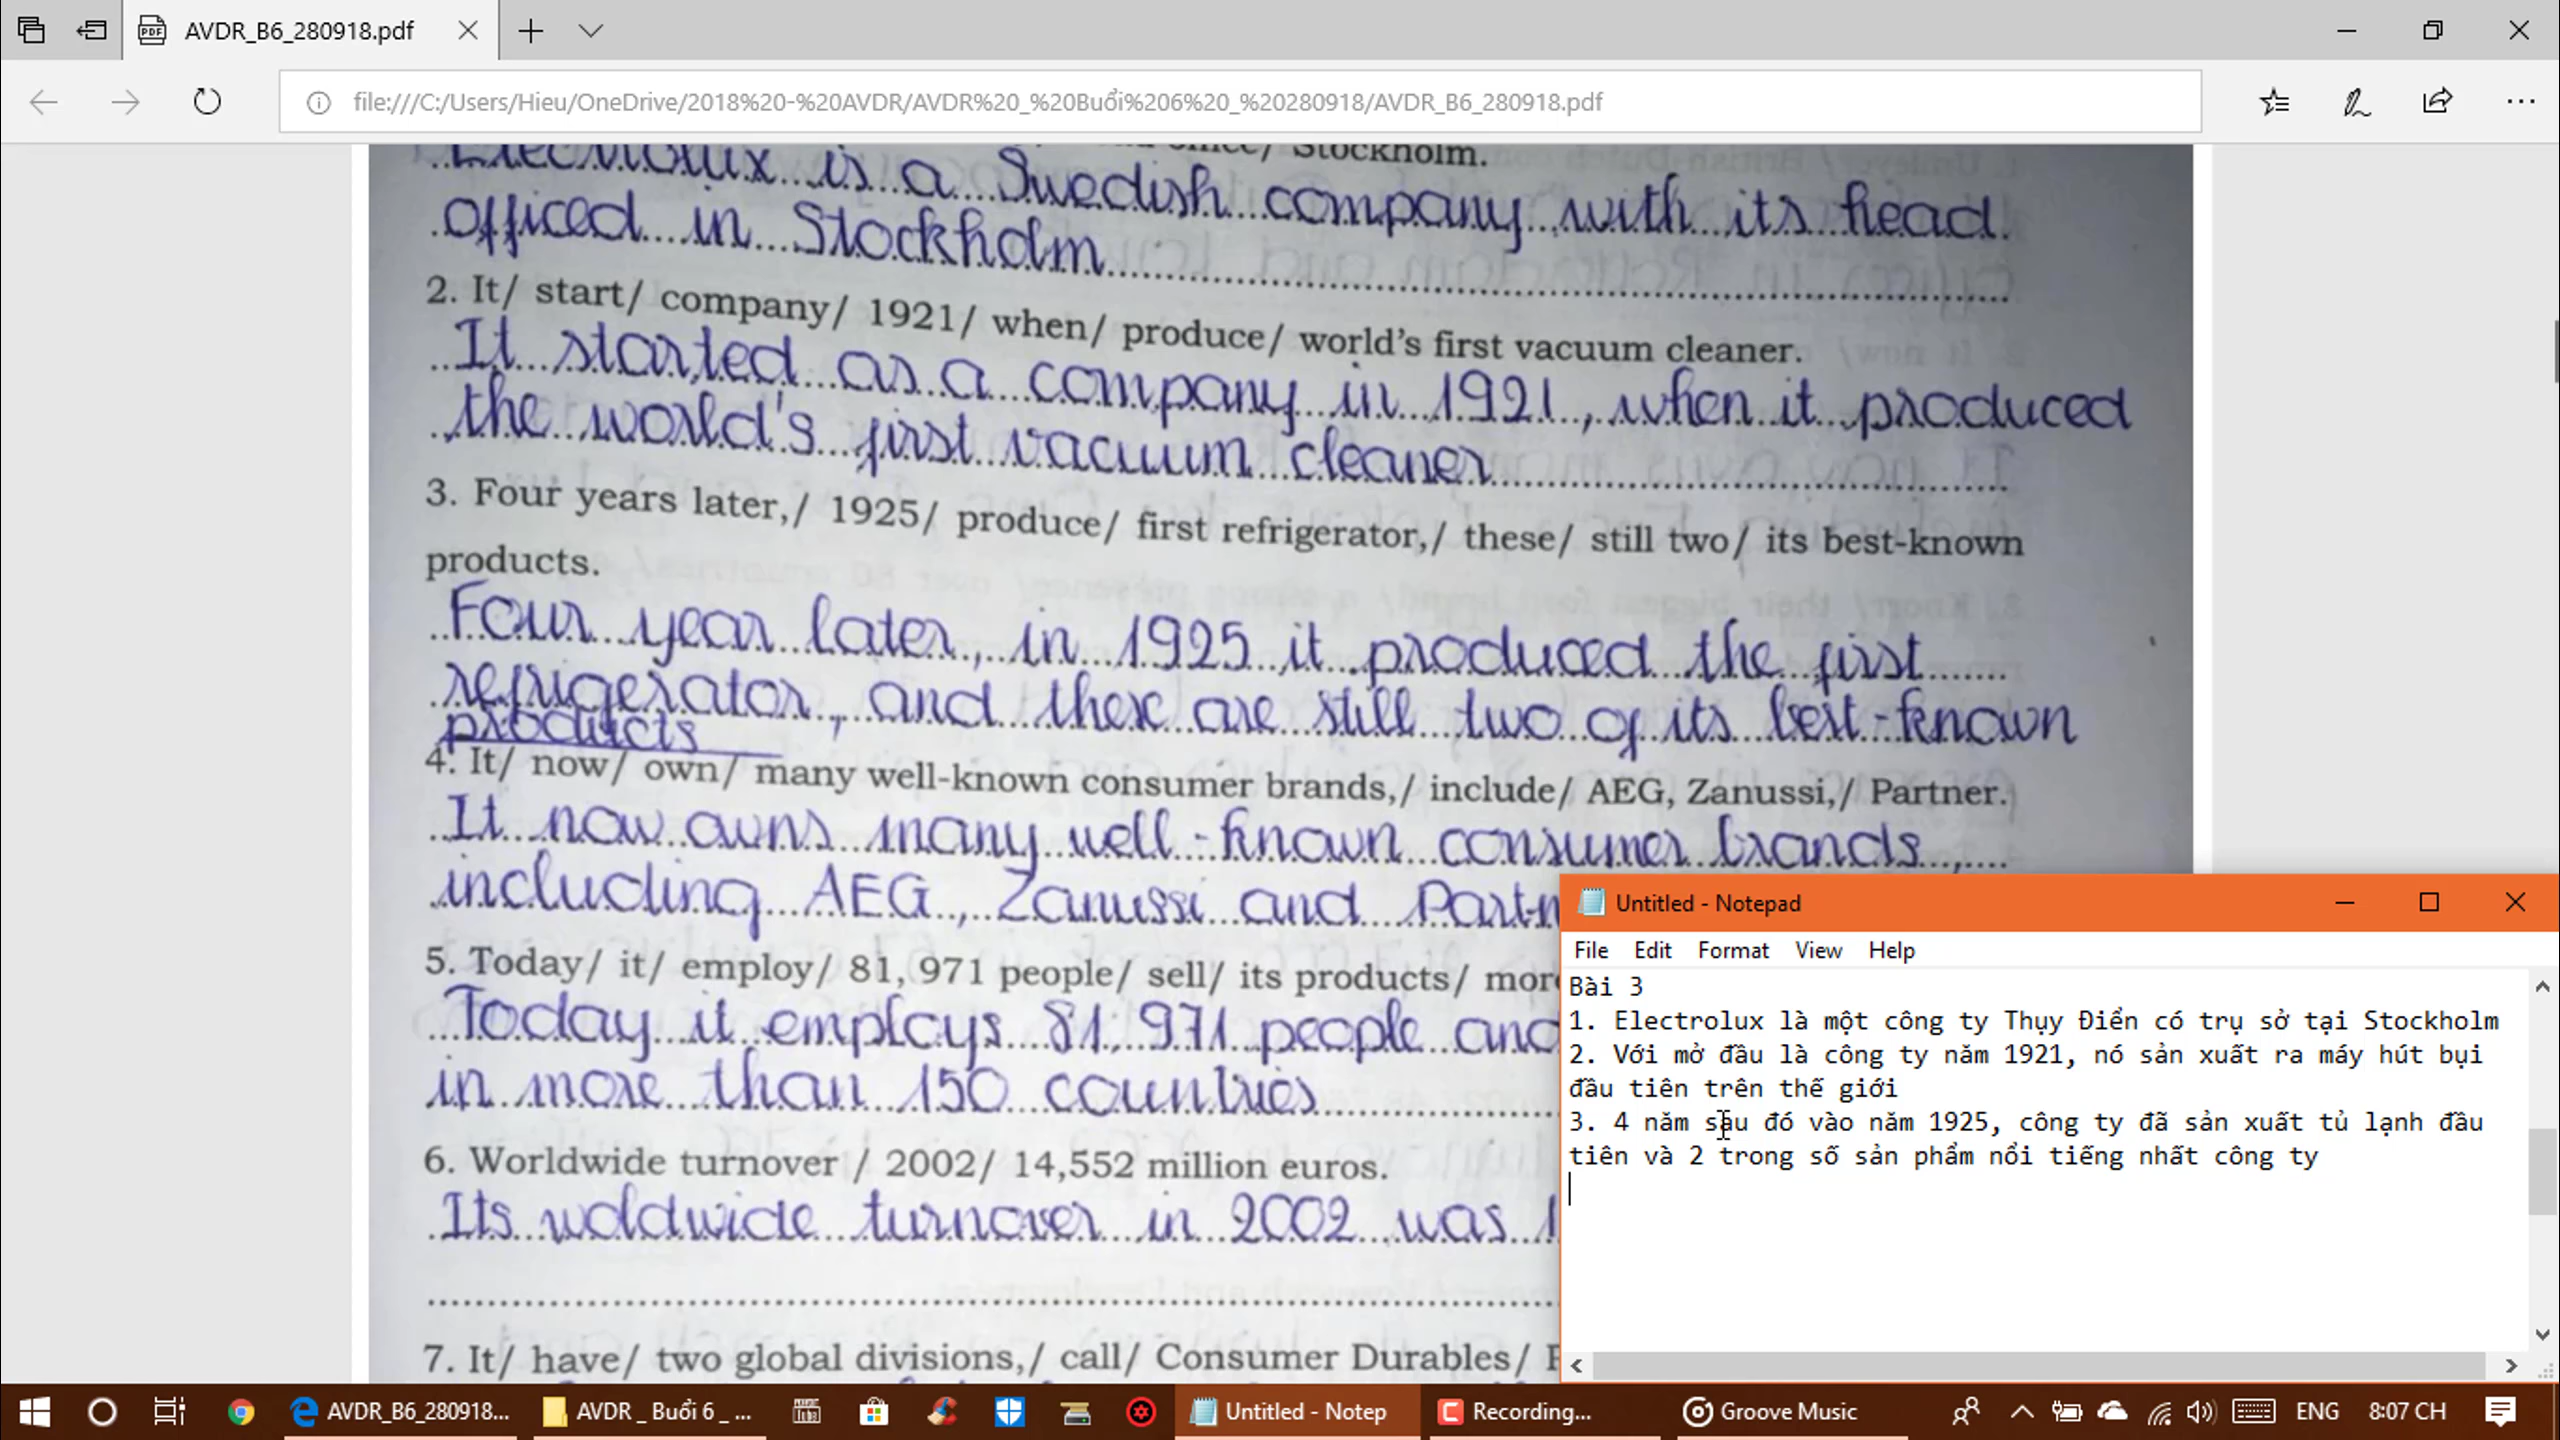 AVDR_B6_280918.pdf
file:///C:/Users/Hieu/OneDrive/2018%20-%20AVDR/AVDR%20_%20Buổi%206%20_%20280918/AVDR_B6_280918.pdf
office/ Stockholm.
Electrolux is a Swedish company with its head
officed in Stockholm
2. It/ start/ company/ 1921/ when/ produce/ world's first vacuum cleaner.
It started as a company in 1921, when it produced
the world's first vacuum cleaner
3. Four years later,/ 1925/ produce/ first refrigerator,/ these/ still two/ its best-known
products.
Four year later, in 1925 it produced the first
refrigerator, and these are still two of its best-known
products
4. It/ now/ own/ many well-known consumer brands,/ include/ AEG, Zanussi,/ Partner.
It now owns many well-known consumer brands,
including AEG, Zanussi and Partn
5. Today/ it/ employ/ 81, 971 people/ sell/ its products/ more
Today it employs 81, 971 people and
in more than 150 countries
6. Worldwide turnover / 2002/ 14,552 million euros.
Its woldwide turnover in 2002 was 1
7. It/ have/ two global divisions,/ call/ Consumer Durables/
Untitled - Notepad
File Edit Format View Help
Bài 3
1. Electrolux là một công ty Thụy Điển có trụ sở tại Stockholm
2. Với mở đầu là công ty năm 1921, nó sản xuất ra máy hút bụi
đầu tiên trên thế giới
3. 4 năm sau đó vào năm 1925, công ty đã sản xuất tủ lạnh đầu
tiên và 2 trong số sản phẩm nổi tiếng nhất công ty
AVDR_B6_280918... AVDR _ Buổi 6 _ ... Untitled - Notep Recording... Groove Music ENG 8:07 CH